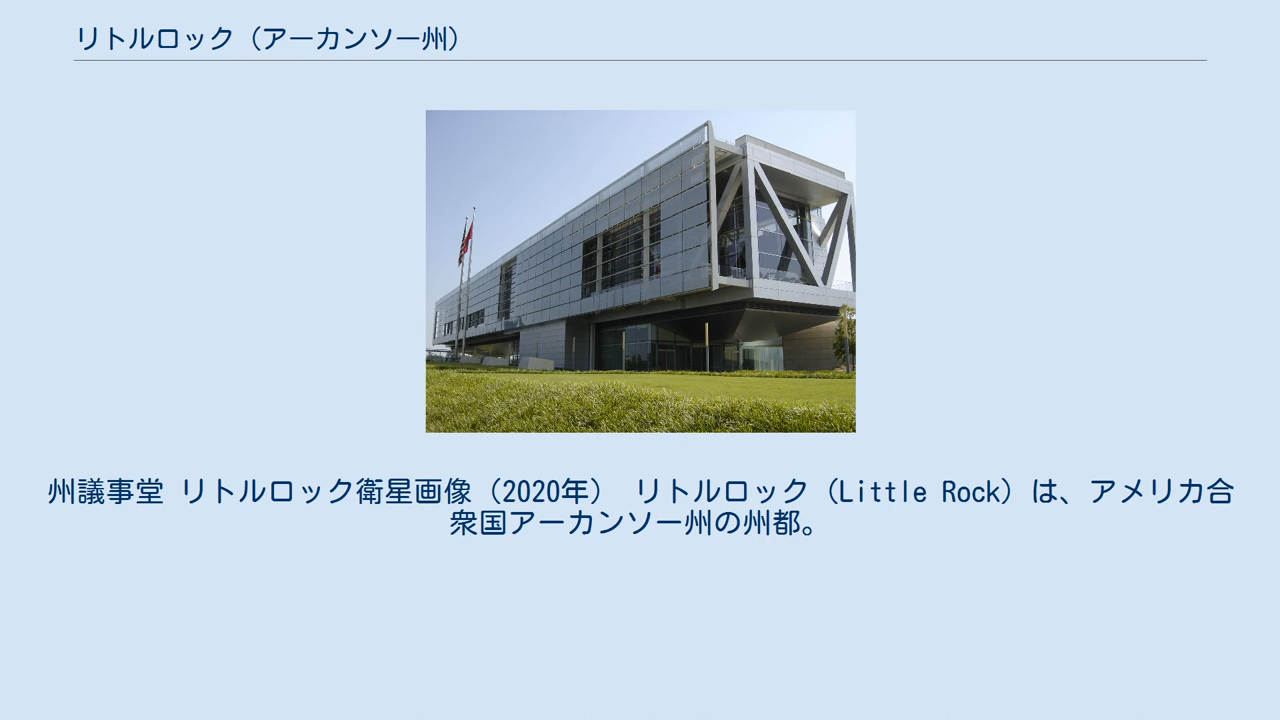 リトルロック（アーカンソー州）
州議事堂 リトルロック衛星画像（2020年） リトルロック（Little Rock）は、アメリカ合
衆国アーカンソー州の州都。